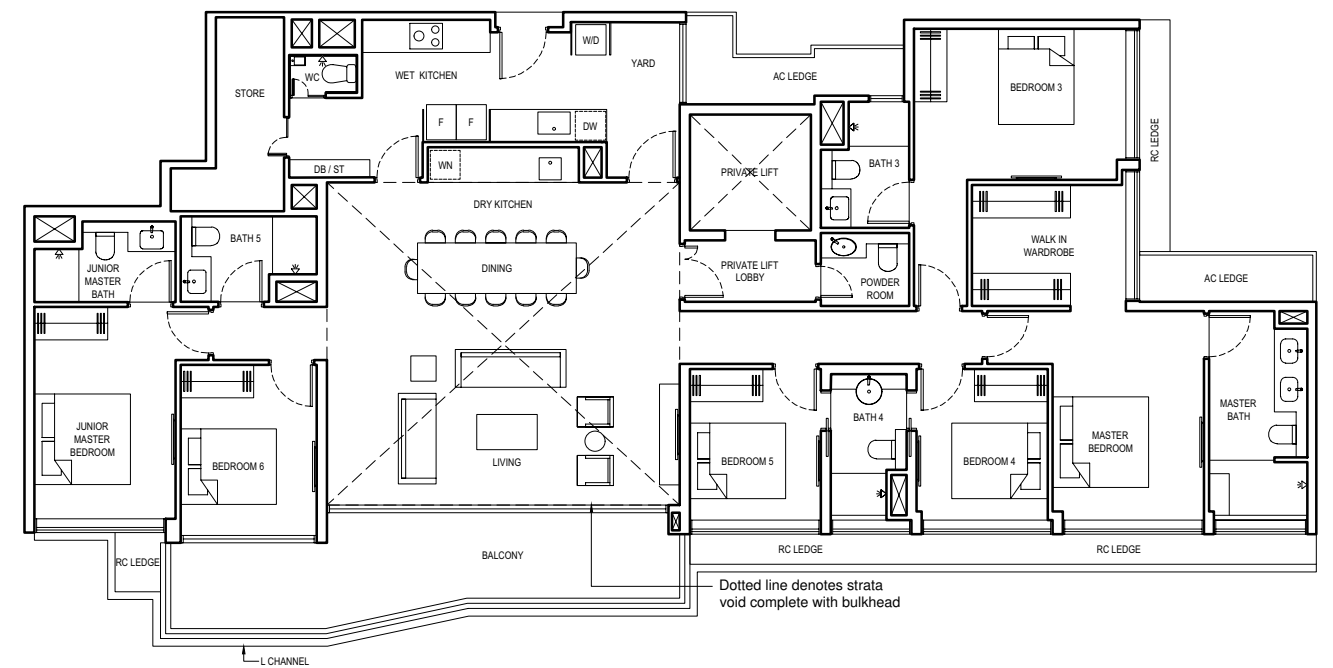 STORE
WC
WET KITCHEN
W/D
YARD
AC LEDGE
BEDROOM 3
RC LEDGE
F
F
DW
DB / ST
WN
PRIVATE LIFT
BATH 3
DRY KITCHEN
JUNIOR
MASTER
BATH
BATH 5
DINING
PRIVATE LIFT
LOBBY
POWDER
ROOM
WALK IN
WARDROBE
AC LEDGE
JUNIOR
MASTER
BEDROOM
BEDROOM 6
LIVING
BEDROOM 5
BATH 4
BEDROOM 4
MASTER
BEDROOM
MASTER
BATH
RC LEDGE
BALCONY
RC LEDGE
RC LEDGE
Dotted line denotes strata
void complete with bulkhead
L CHANNEL